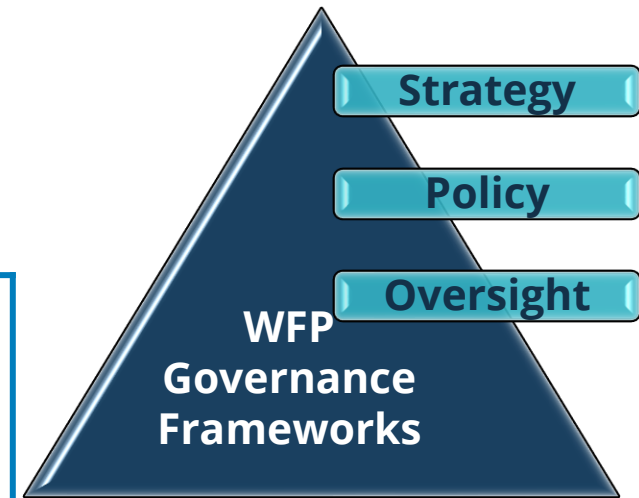 Strategy
Policy
Oversight
WFP
Governance
Frameworks